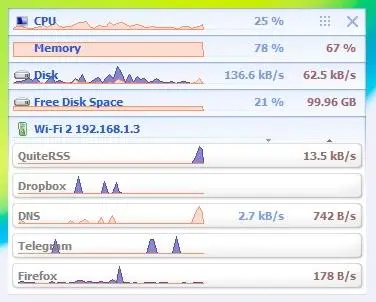 CPU 25 %
Memory 78 % 67 %
Disk 136.6 kB/s 62.5 kB/s
Free Disk Space 21 % 99.96 GB
Wi-Fi 2 192.168.1.3
QuiteRSS 13.5 kB/s
Dropbox
DNS 2.7 kB/s 742 B/s
Telegram
Firefox 178 B/s